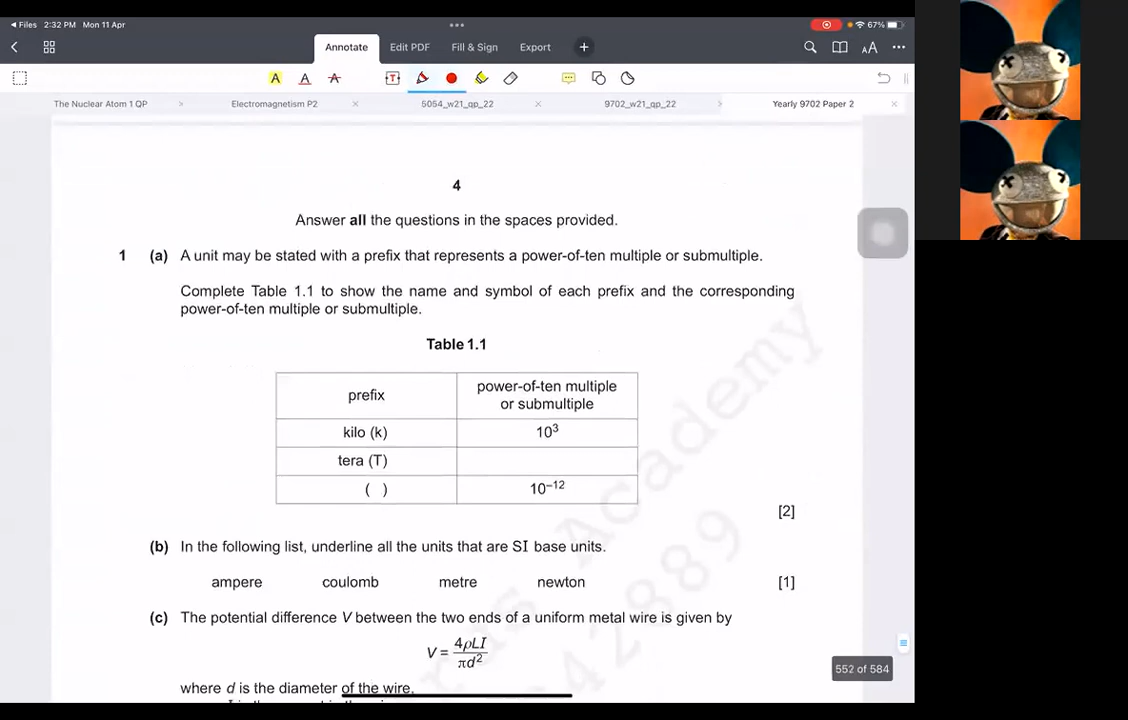 Files 2:32 PM Mon 11 Apr 67%
Annotate Edit PDF Fill & Sign Export
The Nuclear Atom 1 QP Electromagnetism P2 5054_w21_qp_22 9702_w21_qp_22 Yearly 9702 Paper 2
4
Answer all the questions in the spaces provided.
1 (a) A unit may be stated with a prefix that represents a power-of-ten multiple or submultiple.
Complete Table 1.1 to show the name and symbol of each prefix and the corresponding
power-of-ten multiple or submultiple.
Table 1.1
prefix power-of-ten multiple
or submultiple
kilo (k) 10³
tera (T)
( ) 10⁻¹²
[2]
(b) In the following list, underline all the units that are SI base units.
ampere coulomb metre newton [1]
(c) The potential difference V between the two ends of a uniform metal wire is given by
V = 4ρLI / πd²
where d is the diameter of the wire,
552 of 584
Academy